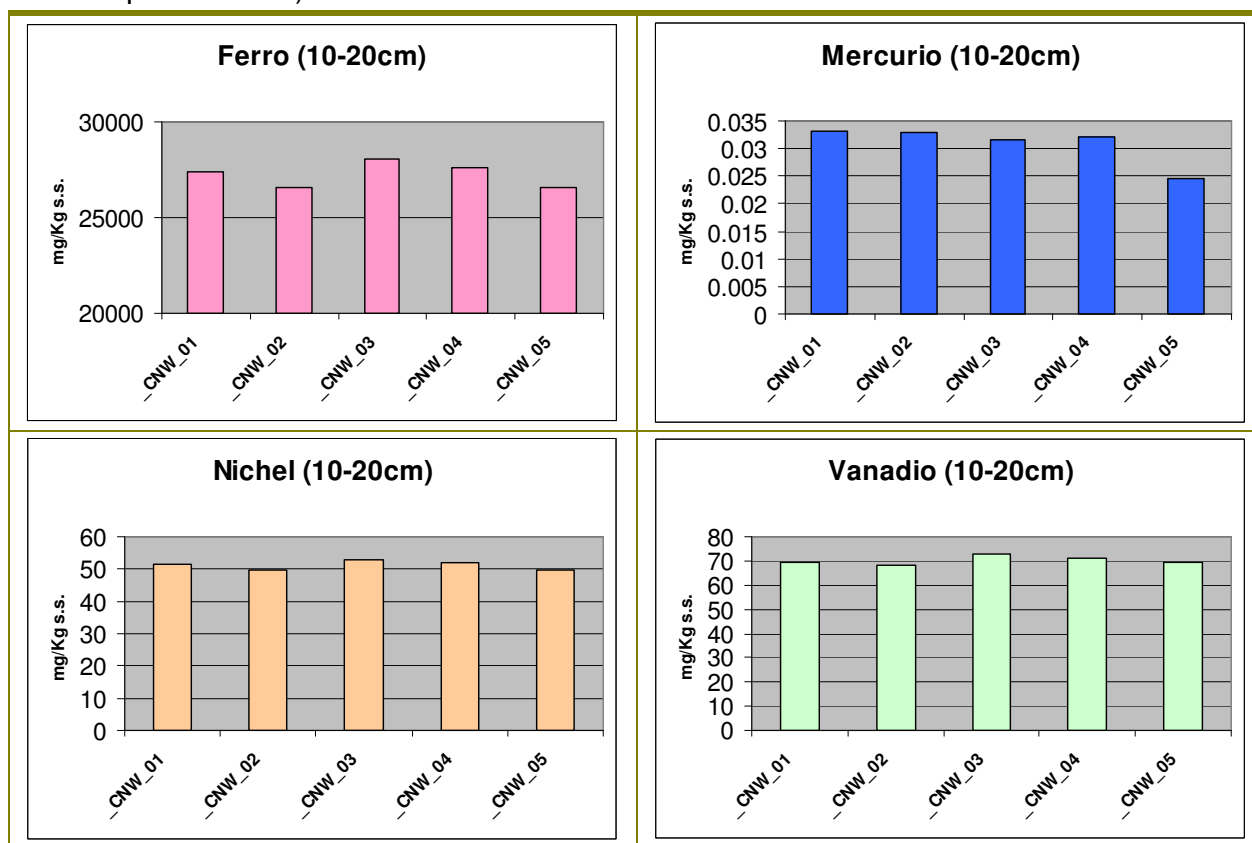 Ferro (10-20cm)
30000
25000
20000
mg/Kg s.s.
_CNW_01
_CNW_02
_CNW_03
_CNW_04
_CNW_05
Mercurio (10-20cm)
0.035
0.03
0.025
0.02
0.015
0.01
0.005
0
mg/Kg s.s.
_CNW_01
_CNW_02
_CNW_03
_CNW_04
_CNW_05
Nichel (10-20cm)
60
50
40
30
20
10
0
mg/Kg s.s.
_CNW_01
_CNW_02
_CNW_03
_CNW_04
_CNW_05
Vanadio (10-20cm)
80
70
60
50
40
30
20
10
0
mg/Kg s.s.
_CNW_01
_CNW_02
_CNW_03
_CNW_04
_CNW_05